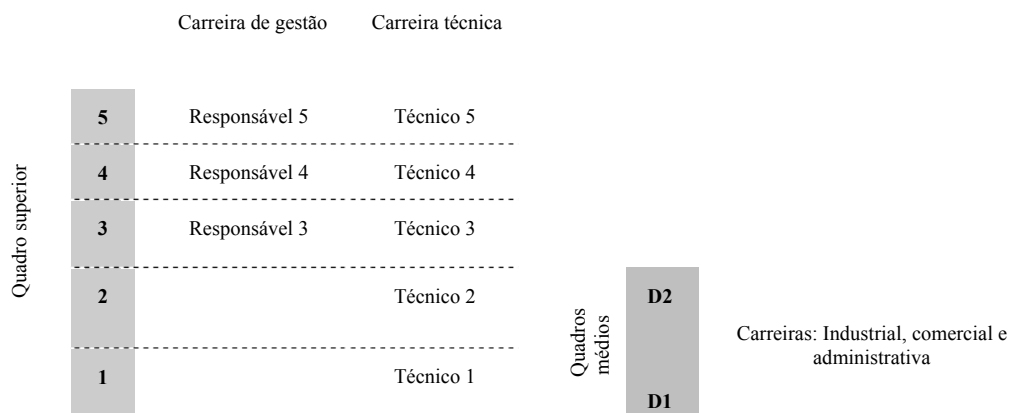 Carreira de gestão Carreira técnica
Quadro superior
5 Responsável 5 Técnico 5
4 Responsável 4 Técnico 4
3 Responsável 3 Técnico 3
2 Técnico 2
1 Técnico 1
Quadros
médios
D2
D1
Carreiras: Industrial, comercial e
administrativa